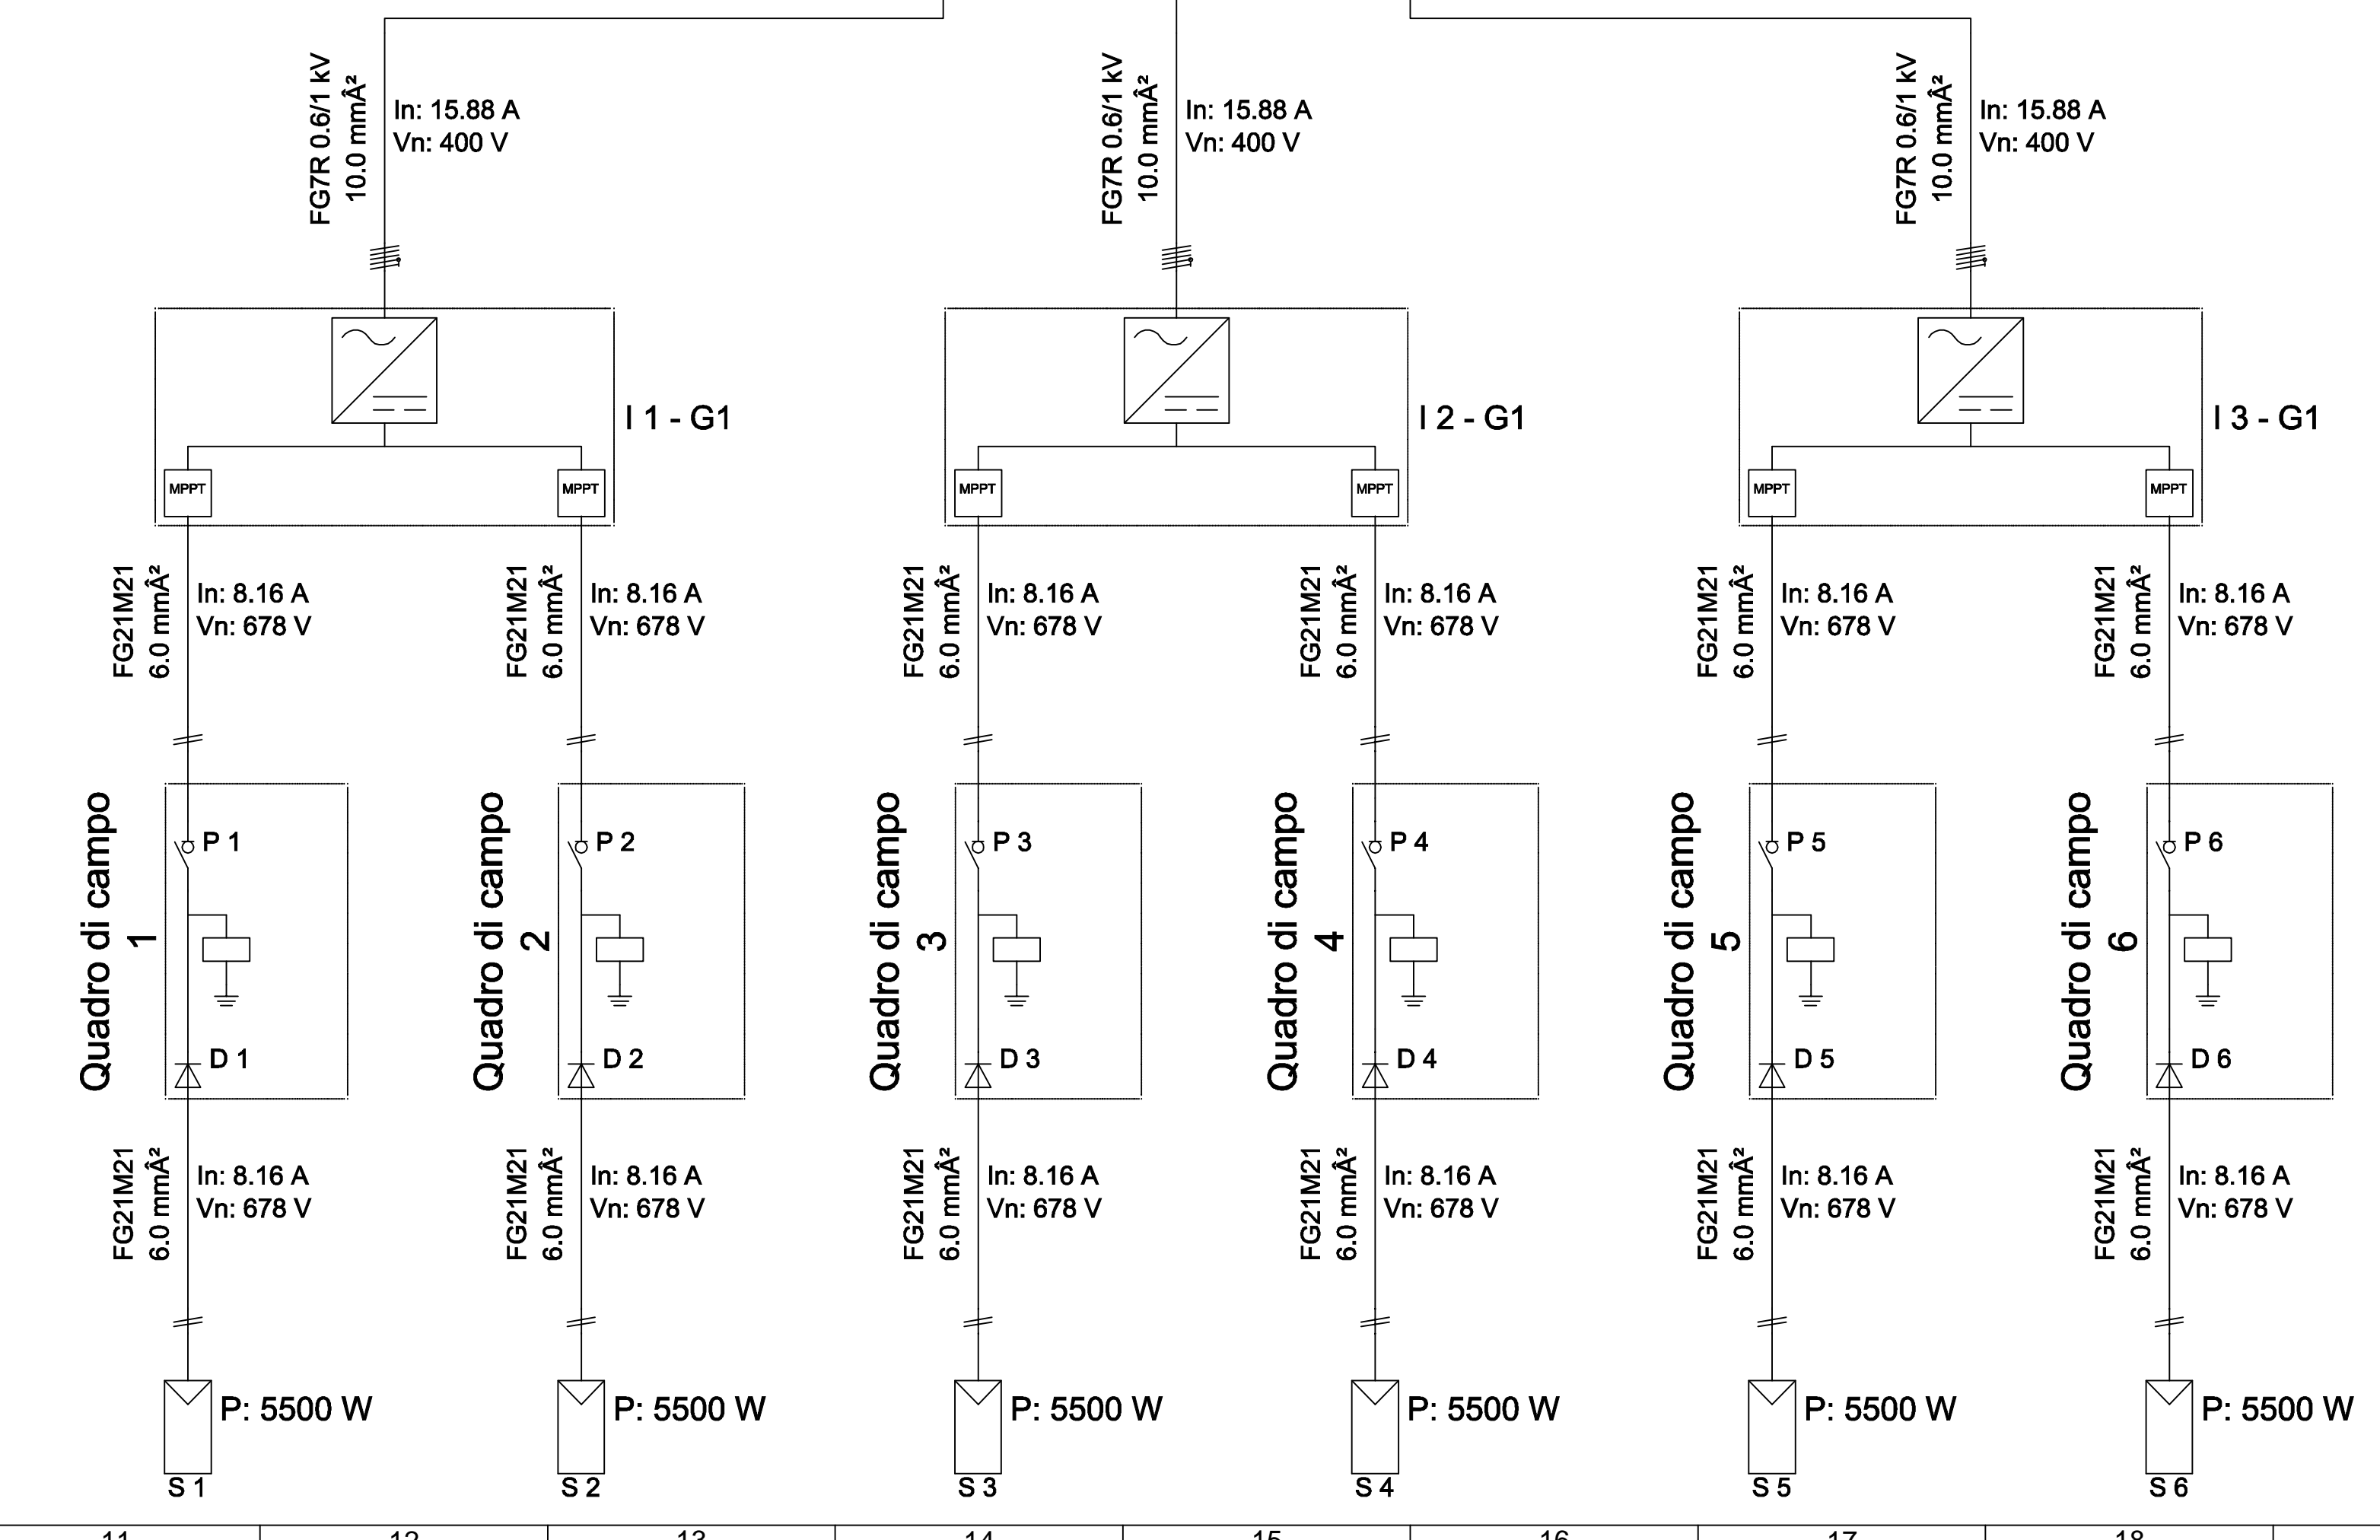 FG7R 0.6/1 kV
10.0 mmÂ²
In: 15.88 A
Vn: 400 V
FG7R 0.6/1 kV
10.0 mmÂ²
In: 15.88 A
Vn: 400 V
FG7R 0.6/1 kV
10.0 mmÂ²
In: 15.88 A
Vn: 400 V
I 1 - G1
I 2 - G1
I 3 - G1
MPPT
MPPT
MPPT
MPPT
MPPT
MPPT
FG21M21
6.0 mmÂ²
In: 8.16 A
Vn: 678 V
FG21M21
6.0 mmÂ²
In: 8.16 A
Vn: 678 V
FG21M21
6.0 mmÂ²
In: 8.16 A
Vn: 678 V
FG21M21
6.0 mmÂ²
In: 8.16 A
Vn: 678 V
FG21M21
6.0 mmÂ²
In: 8.16 A
Vn: 678 V
FG21M21
6.0 mmÂ²
In: 8.16 A
Vn: 678 V
Quadro di campo
1
P 1
D 1
Quadro di campo
2
P 2
D 2
Quadro di campo
3
P 3
D 3
Quadro di campo
4
P 4
D 4
Quadro di campo
5
P 5
D 5
Quadro di campo
6
P 6
D 6
FG21M21
6.0 mmÂ²
In: 8.16 A
Vn: 678 V
FG21M21
6.0 mmÂ²
In: 8.16 A
Vn: 678 V
FG21M21
6.0 mmÂ²
In: 8.16 A
Vn: 678 V
FG21M21
6.0 mmÂ²
In: 8.16 A
Vn: 678 V
FG21M21
6.0 mmÂ²
In: 8.16 A
Vn: 678 V
FG21M21
6.0 mmÂ²
In: 8.16 A
Vn: 678 V
P: 5500 W
P: 5500 W
P: 5500 W
P: 5500 W
P: 5500 W
P: 5500 W
S 1
S 2
S 3
S 4
S 5
S 6
11
12
13
14
15
16
17
18